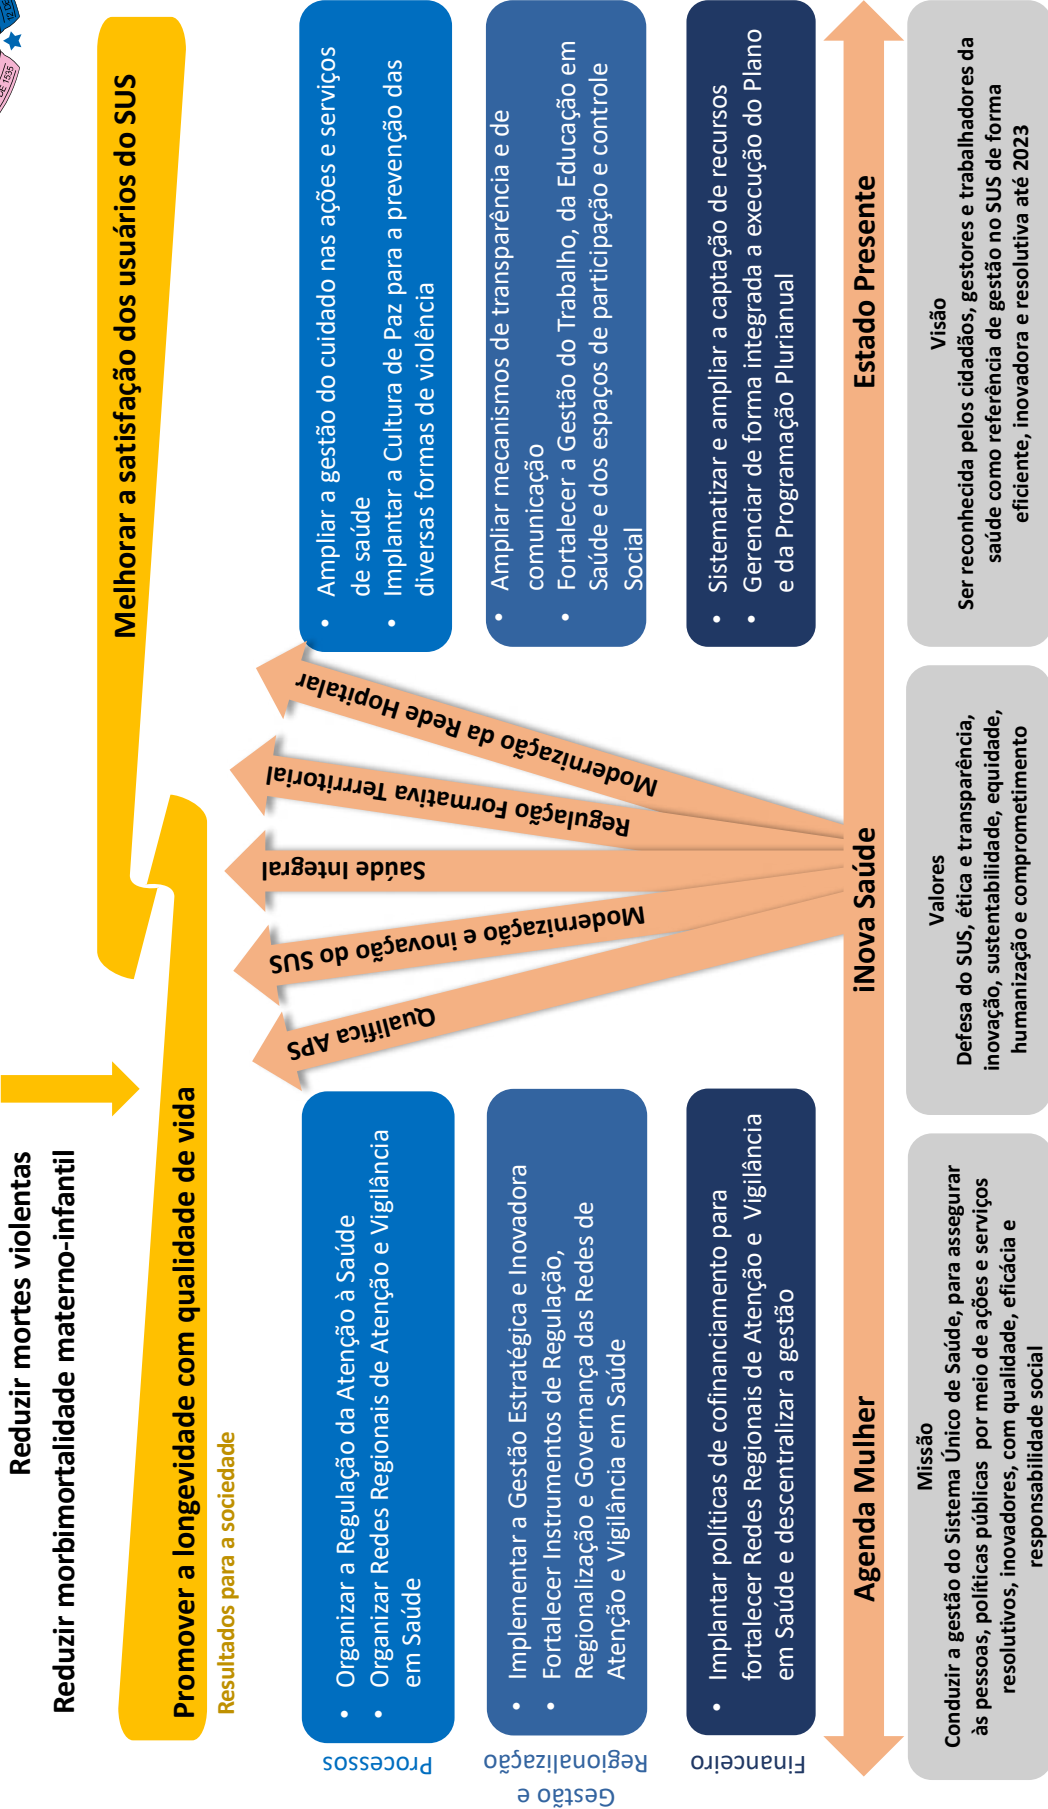 Reduzir mortes violentas
Reduzir morbimortalidade materno-infantil
Promover a longevidade com qualidade de vida
Melhorar a satisfação dos usuários do SUS
Resultados para a sociedade
Processos
• Organizar a Regulação da Atenção à Saúde
• Organizar Redes Regionais de Atenção e Vigilância
em Saúde
• Ampliar a gestão do cuidado nas ações e serviços
de saúde
• Implantar a Cultura de Paz para a prevenção das
diversas formas de violência
Gestão e
Regionalização
• Implementar a Gestão Estratégica e Inovadora
• Fortalecer Instrumentos de Regulação,
Regionalização e Governança das Redes de
Atenção e Vigilância em Saúde
• Ampliar mecanismos de transparência e de
comunicação
• Fortalecer a Gestão do Trabalho, da Educação em
Saúde e dos espaços de participação e controle
Social
Financeiro
• Implantar políticas de cofinanciamento para
fortalecer Redes Regionais de Atenção e Vigilância
em Saúde e descentralizar a gestão
• Sistematizar e ampliar a captação de recursos
• Gerenciar de forma integrada a execução do Plano
e da Programação Plurianual
Qualifica APS
Modernização e inovação do SUS
Saúde Integral
Regulação Formativa Terrritorial
Modernização da Rede Hopitalar
Agenda Mulher
iNova Saúde
Estado Presente
Missão
Conduzir a gestão do Sistema Único de Saúde, para assegurar
às pessoas, políticas públicas por meio de ações e serviços
resolutivos, inovadores, com qualidade, eficácia e
responsabilidade social
Valores
Defesa do SUS, ética e transparência,
inovação, sustentabilidade, equidade,
humanização e comprometimento
Visão
Ser reconhecida pelos cidadãos, gestores e trabalhadores da
saúde como referência de gestão no SUS de forma
eficiente, inovadora e resolutiva até 2023
DE 1535